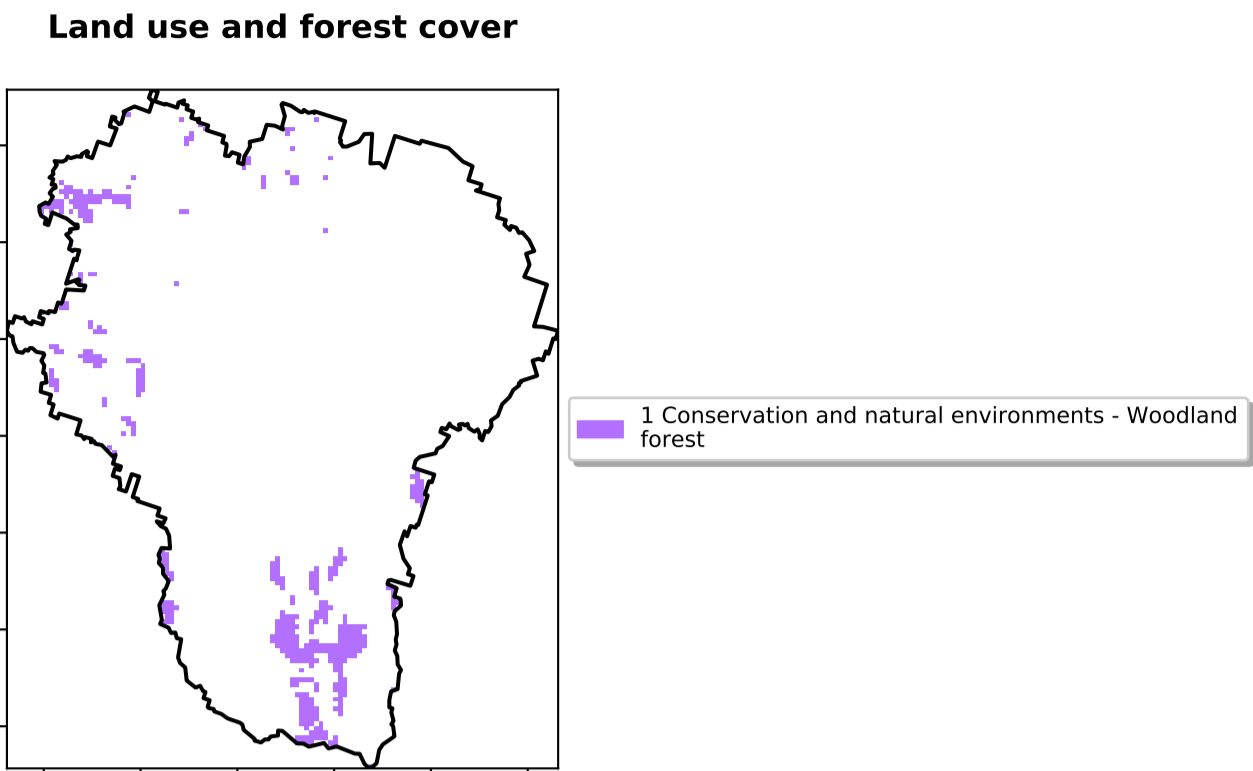 Land use and forest cover
1 Conservation and natural environments - Woodland
forest